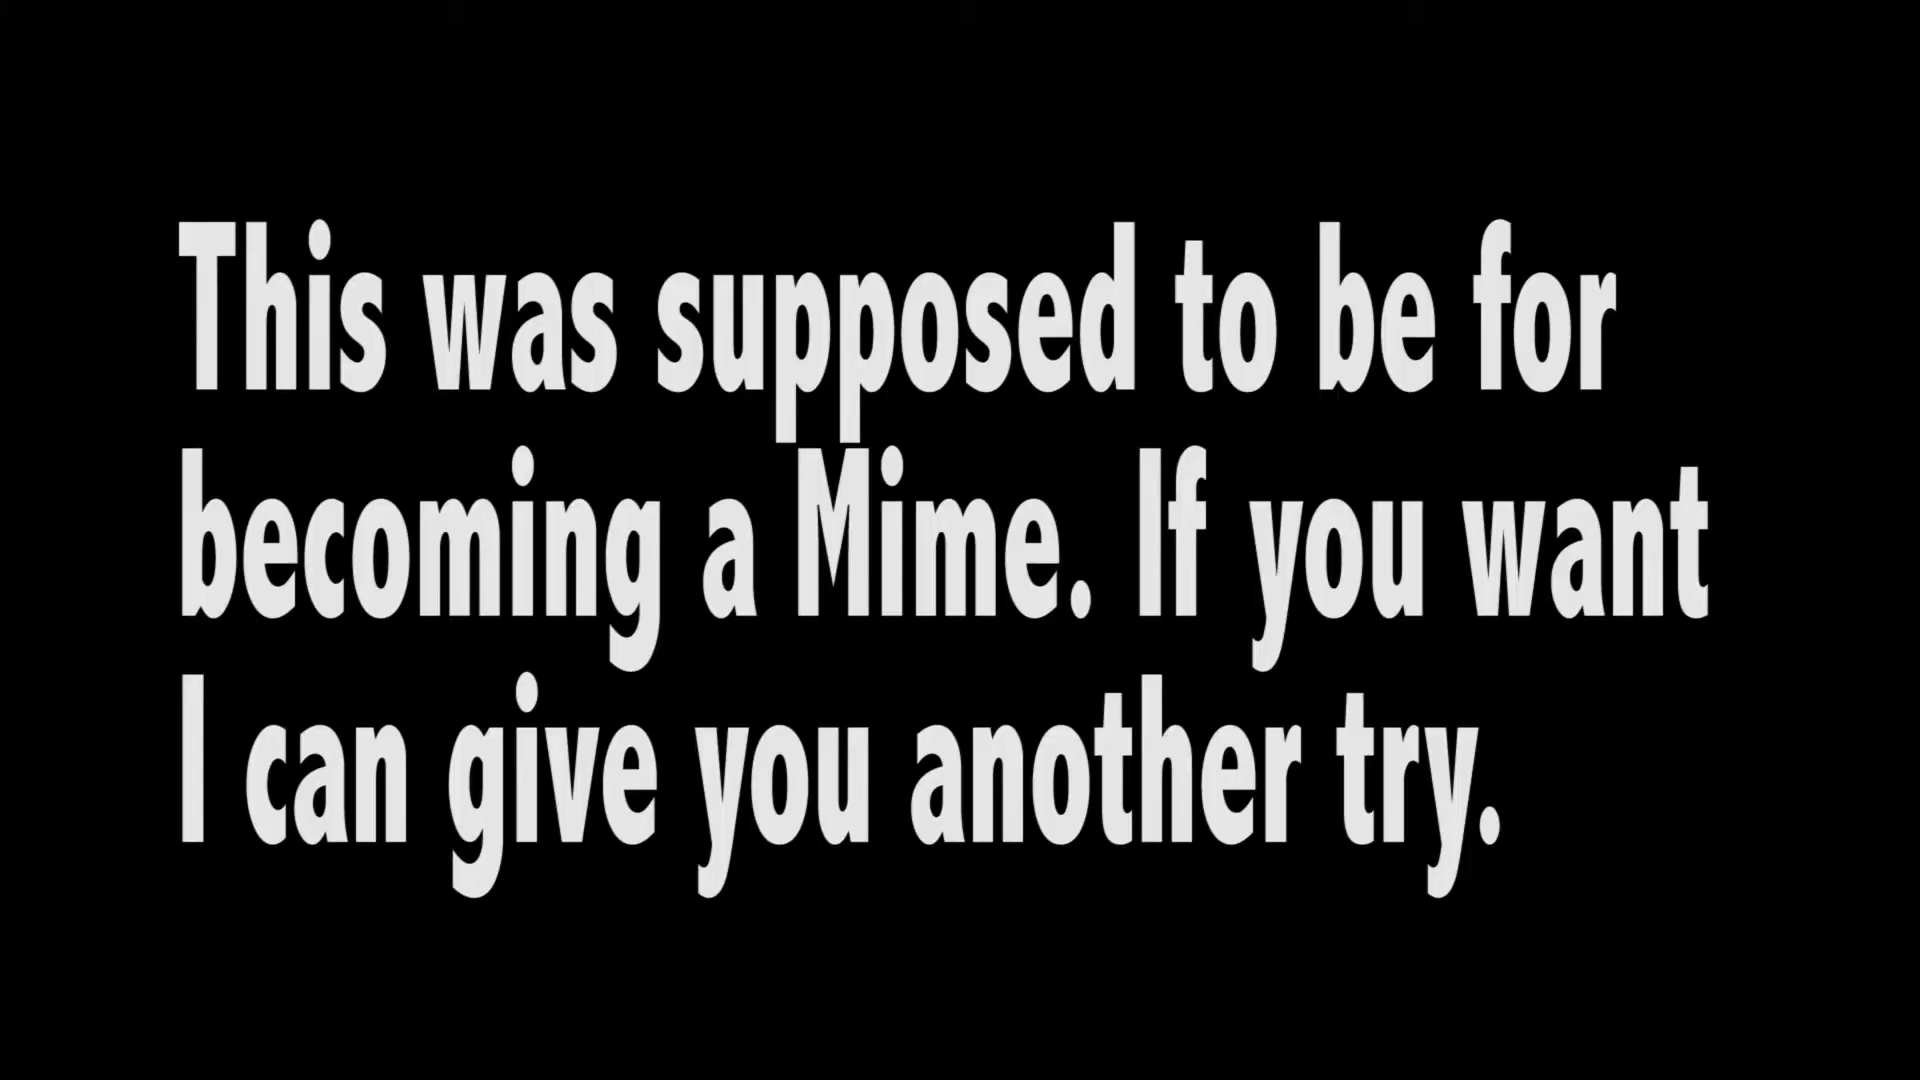 This was supposed to be for
becoming a Mime. If you want
I can give you another try.